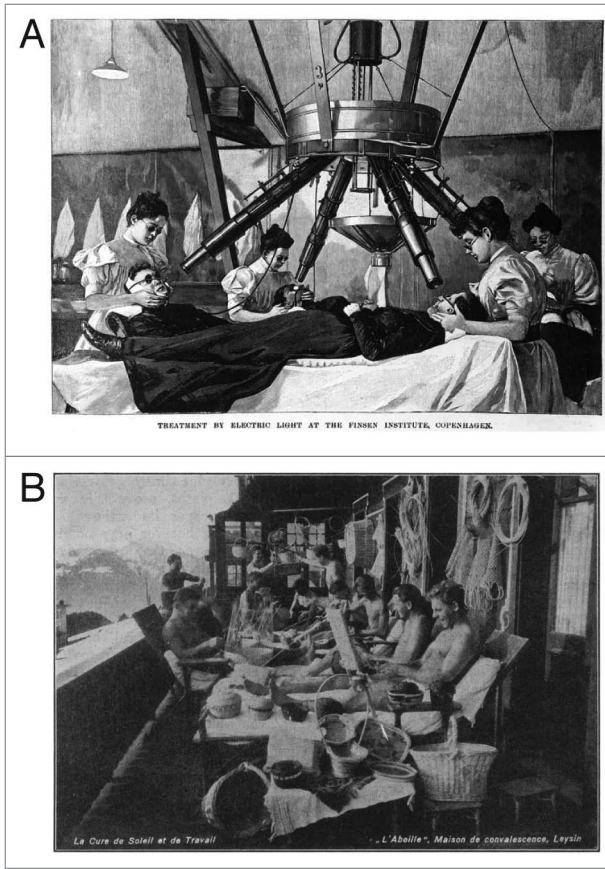 A
TREATMENT BY ELECTRIC LIGHT AT THE FINSEN INSTITUTE, COPENHAGEN.
B
La Cure de Soleil et de Travail
„L'Abeille“, Maison de convalescence, Leysin